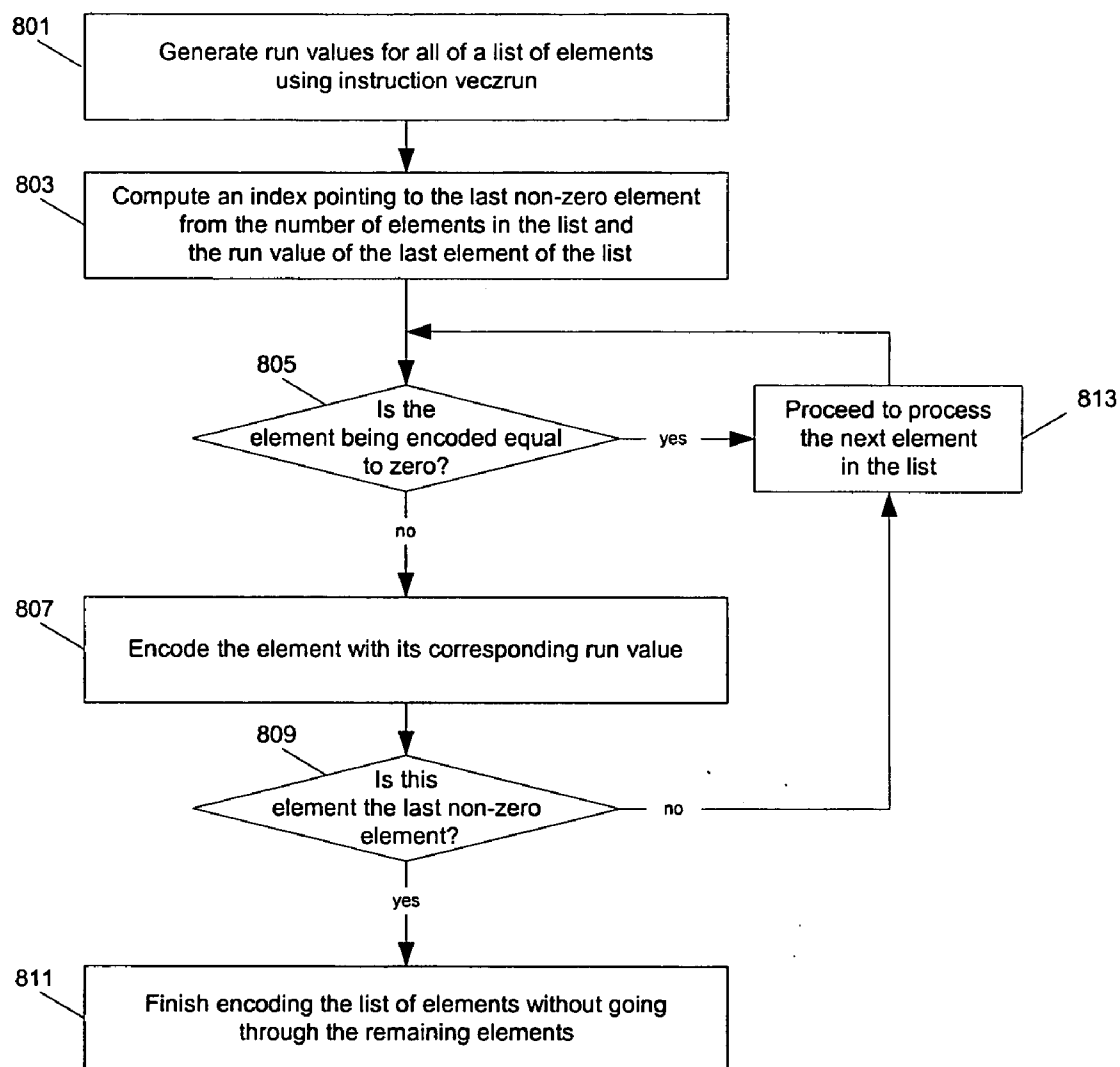 801
Generate run values for all of a list of elements
using instruction veczrun
803
Compute an index pointing to the last non-zero element
from the number of elements in the list and
the run value of the last element of the list
805
Is the
element being encoded equal
to zero?
yes
Proceed to process
the next element
in the list
813
no
807
Encode the element with its corresponding run value
809
Is this
element the last non-zero
element?
no
yes
811
Finish encoding the list of elements without going
through the remaining elements